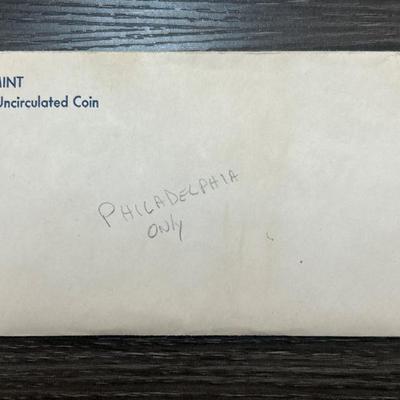 MINT
Uncirculated Coin
PHILADELPHIA
ONLY